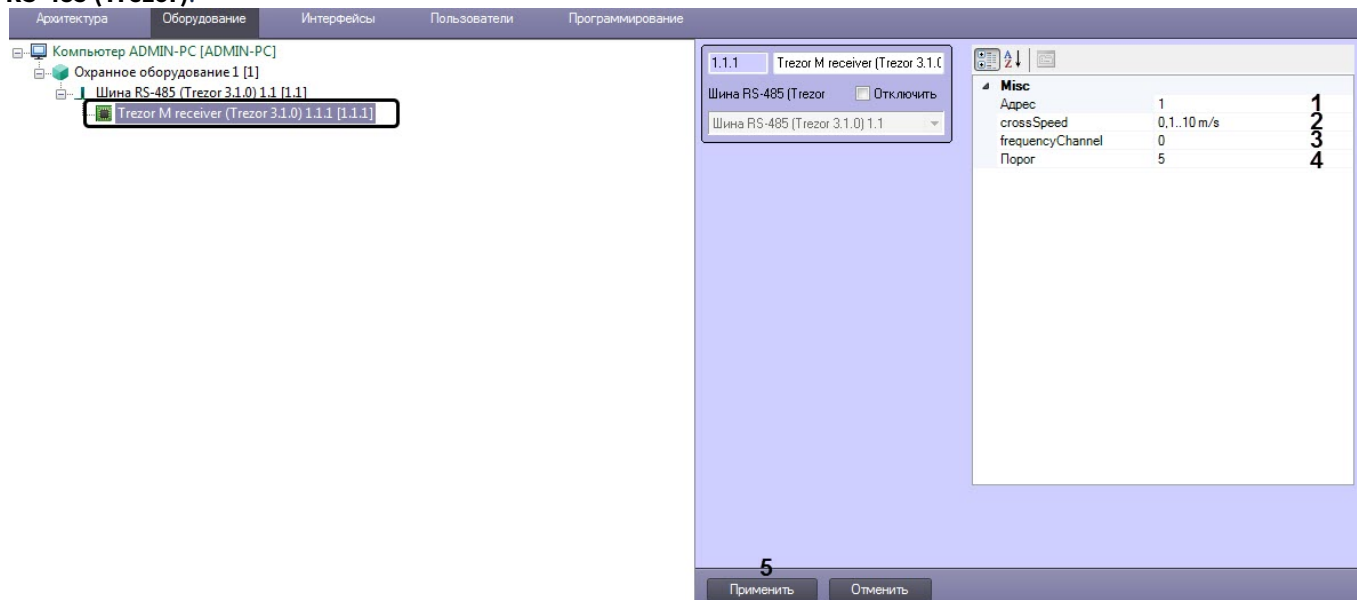 RS-485 (Trezor).
Архитектура Оборудование Интерфейсы Пользователи Программирование
Компьютер ADMIN-PC [ADMIN-PC]
Охранное оборудование 1 [1]
Шина RS-485 (Trezor 3.1.0) 1.1 [1.1]
Trezor M receiver (Trezor 3.1.0) 1.1.1 [1.1.1]
1.1.1 Trezor M receiver (Trezor 3.1.0
Шина RS-485 (Trezor Отключить
Шина RS-485 (Trezor 3.1.0) 1.1
Misc
Адрес 1 1
crossSpeed 0,1..10 m/s 2
frequencyChannel 0 3
Порог 5 4
5
Применить Отменить